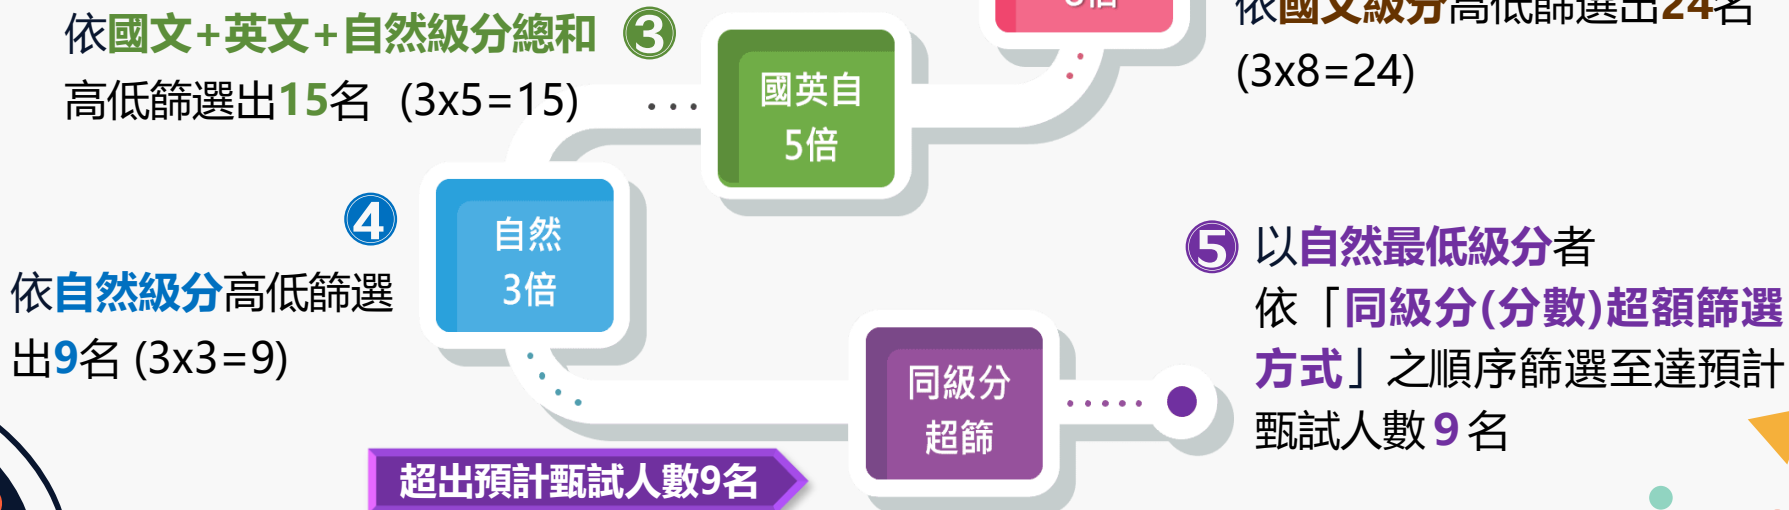 依國文+英文+自然級分總和 ③
高低篩選出15名 (3x5=15)
國英自
5倍
依國文級分高低篩選出24名
(3x8=24)
④
依自然級分高低篩選
出9名 (3x3=9)
自然
3倍
⑤ 以自然最低級分者
依「同級分(分數)超額篩選
方式」之順序篩選至達預計
甄試人數9名
同級分
超篩
超出預計甄試人數9名